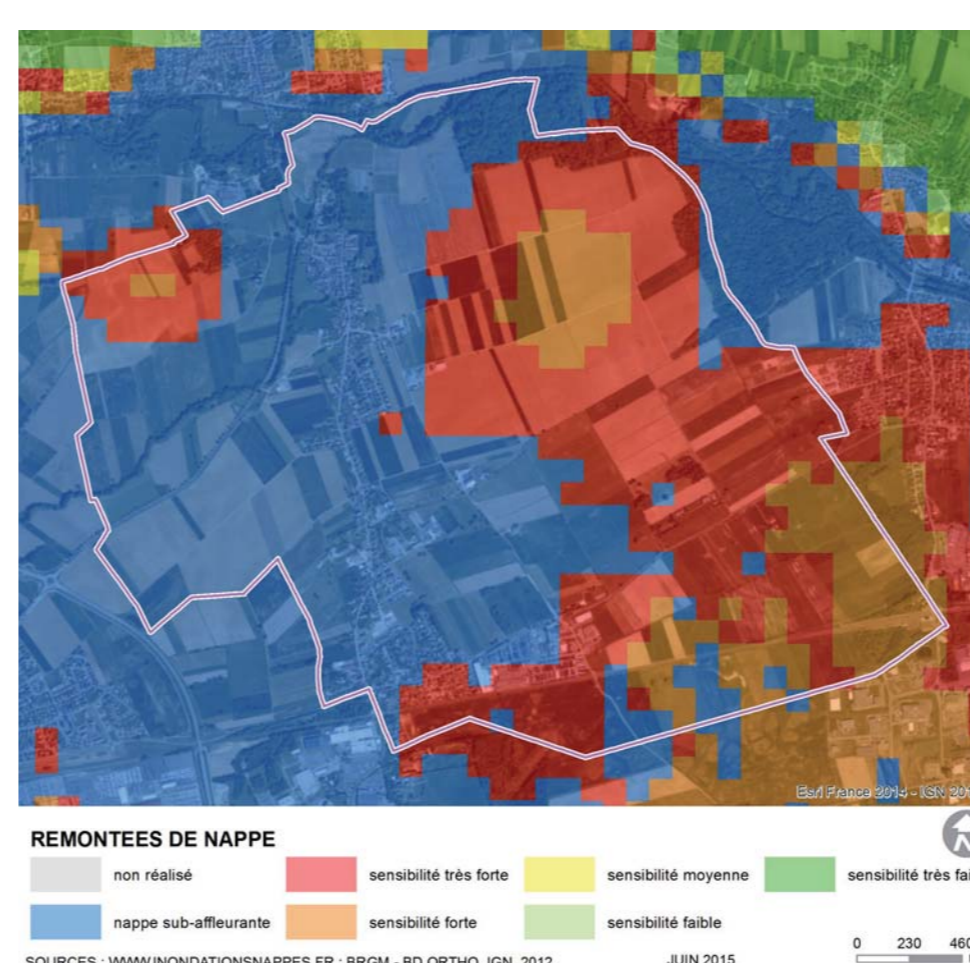 Esri France 2014 - IGN 201
REMONTEES DE NAPPE
N
non réalisé
sensibilité très forte
sensibilité moyenne
sensibilité très fai
nappe sub-affleurante
sensibilité forte
sensibilité faible
0 230 460
SOURCES : WWW.INONDATIONSNAPPES.FR ; BRGM - BD ORTHO, IGN, 2012
JUIN 2015